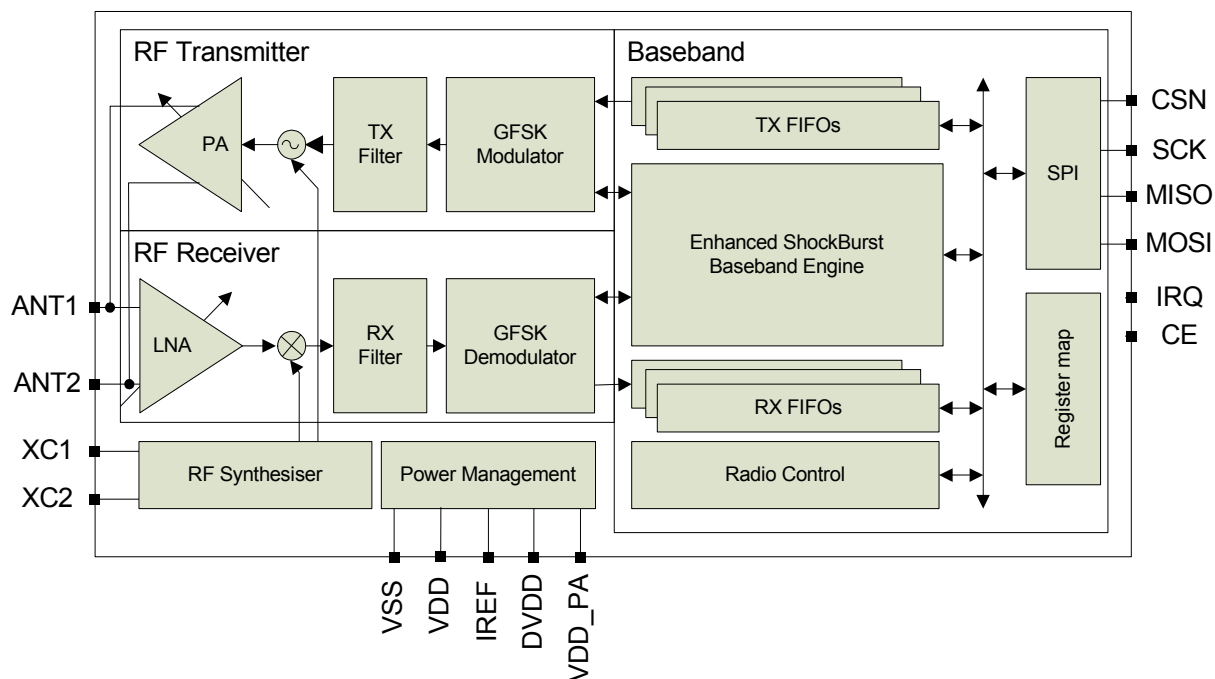 RF Transmitter
Baseband
PA
TX
Filter
GFSK
Modulator
TX FIFOs
SPI
CSN
SCK
MISO
MOSI
Enhanced ShockBurst
Baseband Engine
RF Receiver
ANT1
ANT2
LNA
RX
Filter
GFSK
Demodulator
RX FIFOs
Register map
IRQ
CE
XC1
XC2
RF Synthesiser
Power Management
Radio Control
VSS
VDD
IREF
DVDD
VDD_PA